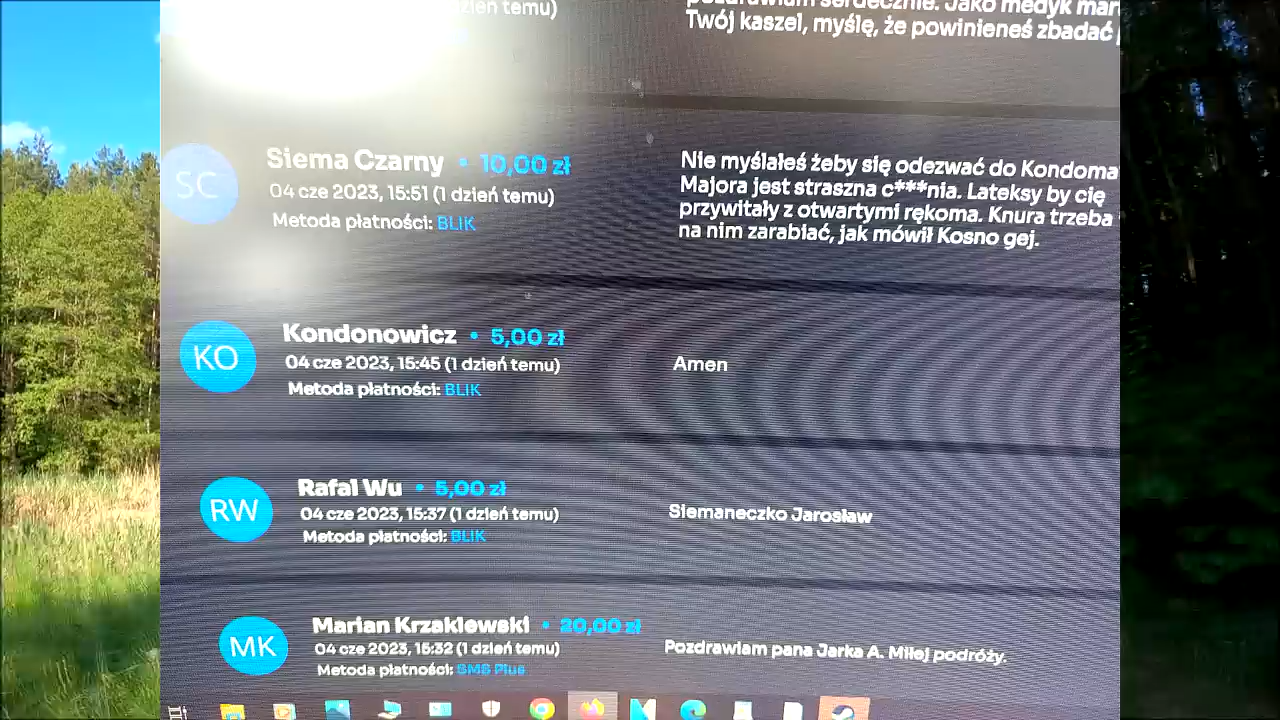 dzień temu)
pozdrawiam serdecznie. Jako medyk mar
Twój kaszel, myślę, że powinieneś zbadać
SC
Siema Czarny • 10,00 zł
04 cze 2023, 15:51 (1 dzień temu)
Metoda płatności: BLIK
Nie myślałeś żeby się odezwać do Kondoma
Majora jest straszna c***nia. Lateksy by cię
przywitały z otwartymi rękoma. Knura trzeba
na nim zarabiać, jak mówił Kosno gej.
KO
Kondonowicz • 5,00 zł
04 cze 2023, 15:45 (1 dzień temu)
Metoda płatności: BLIK
Amen
RW
Rafal Wu • 5,00 zł
04 cze 2023, 15:37 (1 dzień temu)
Metoda płatności: BLIK
Siemaneczko Jarosław
MK
Marian Krzaklewski • 20,00 zł
04 cze 2023, 15:32 (1 dzień temu)
Metoda płatności: SMS Plus
Pozdrawiam pana Jarka A. Miłej podróży.